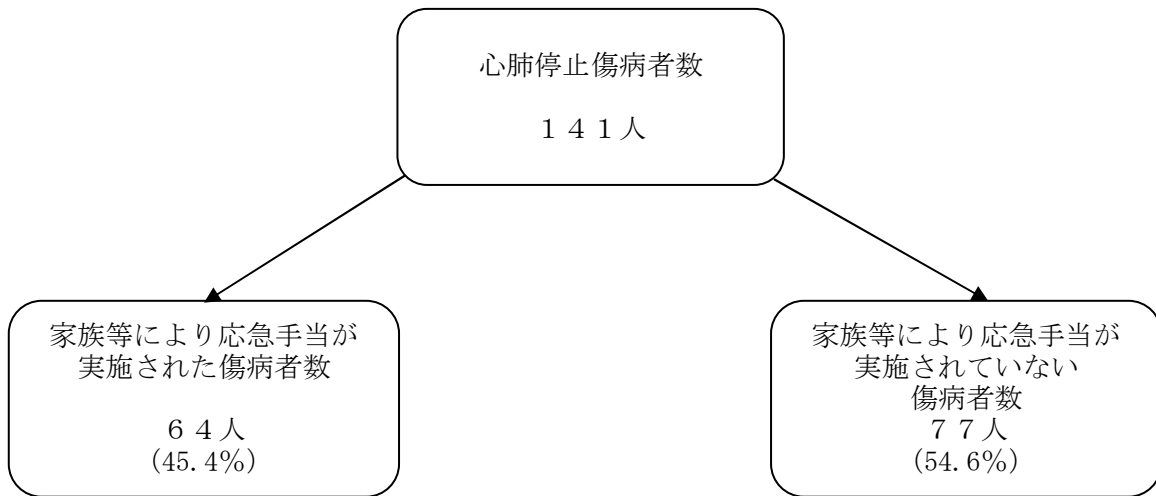 心肺停止傷病者数
１４１人
家族等により応急手当が
実施された傷病者数
６４人
(45.4%)
家族等により応急手当が
実施されていない
傷病者数
７７人
(54.6%)